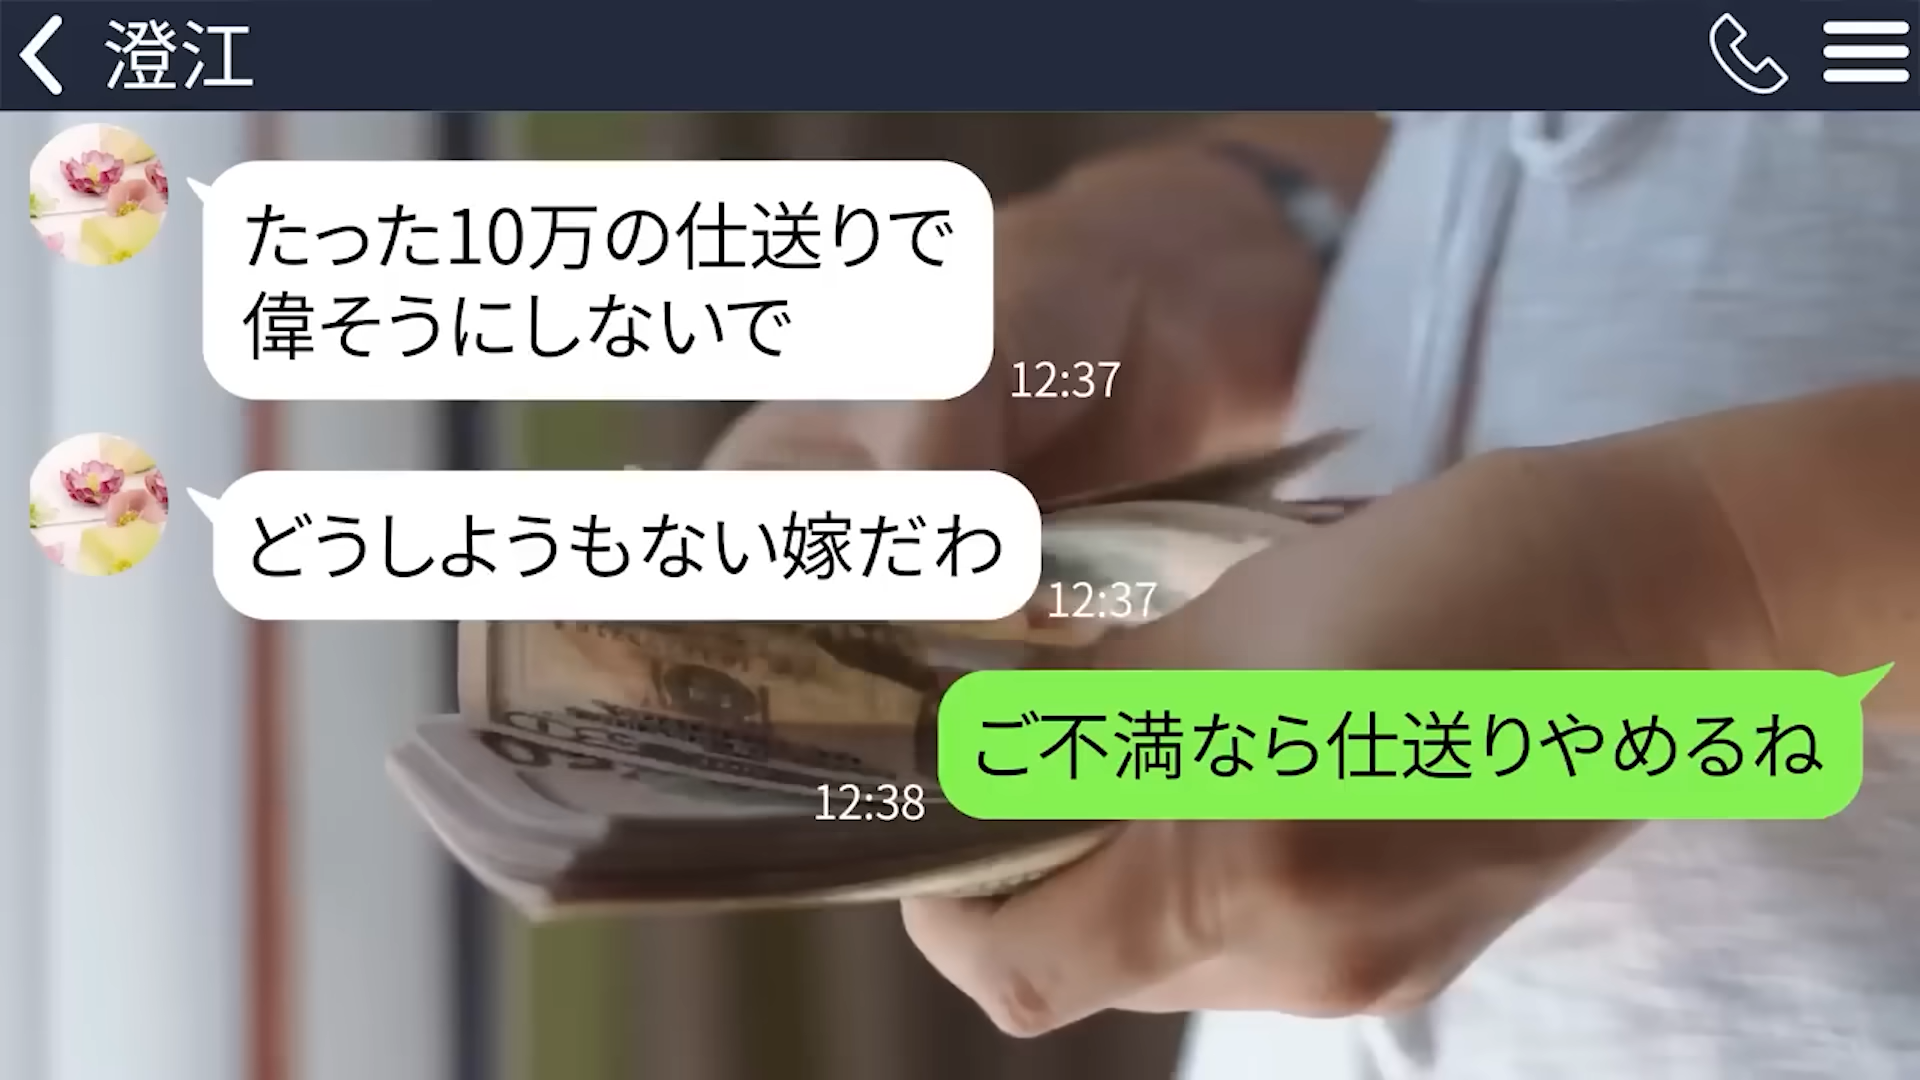 澄江
たった10万の仕送りで
偉そうにしないで
12:37
どうしようもない嫁だわ
12:37
ご不満なら仕送りやめるね
12:38